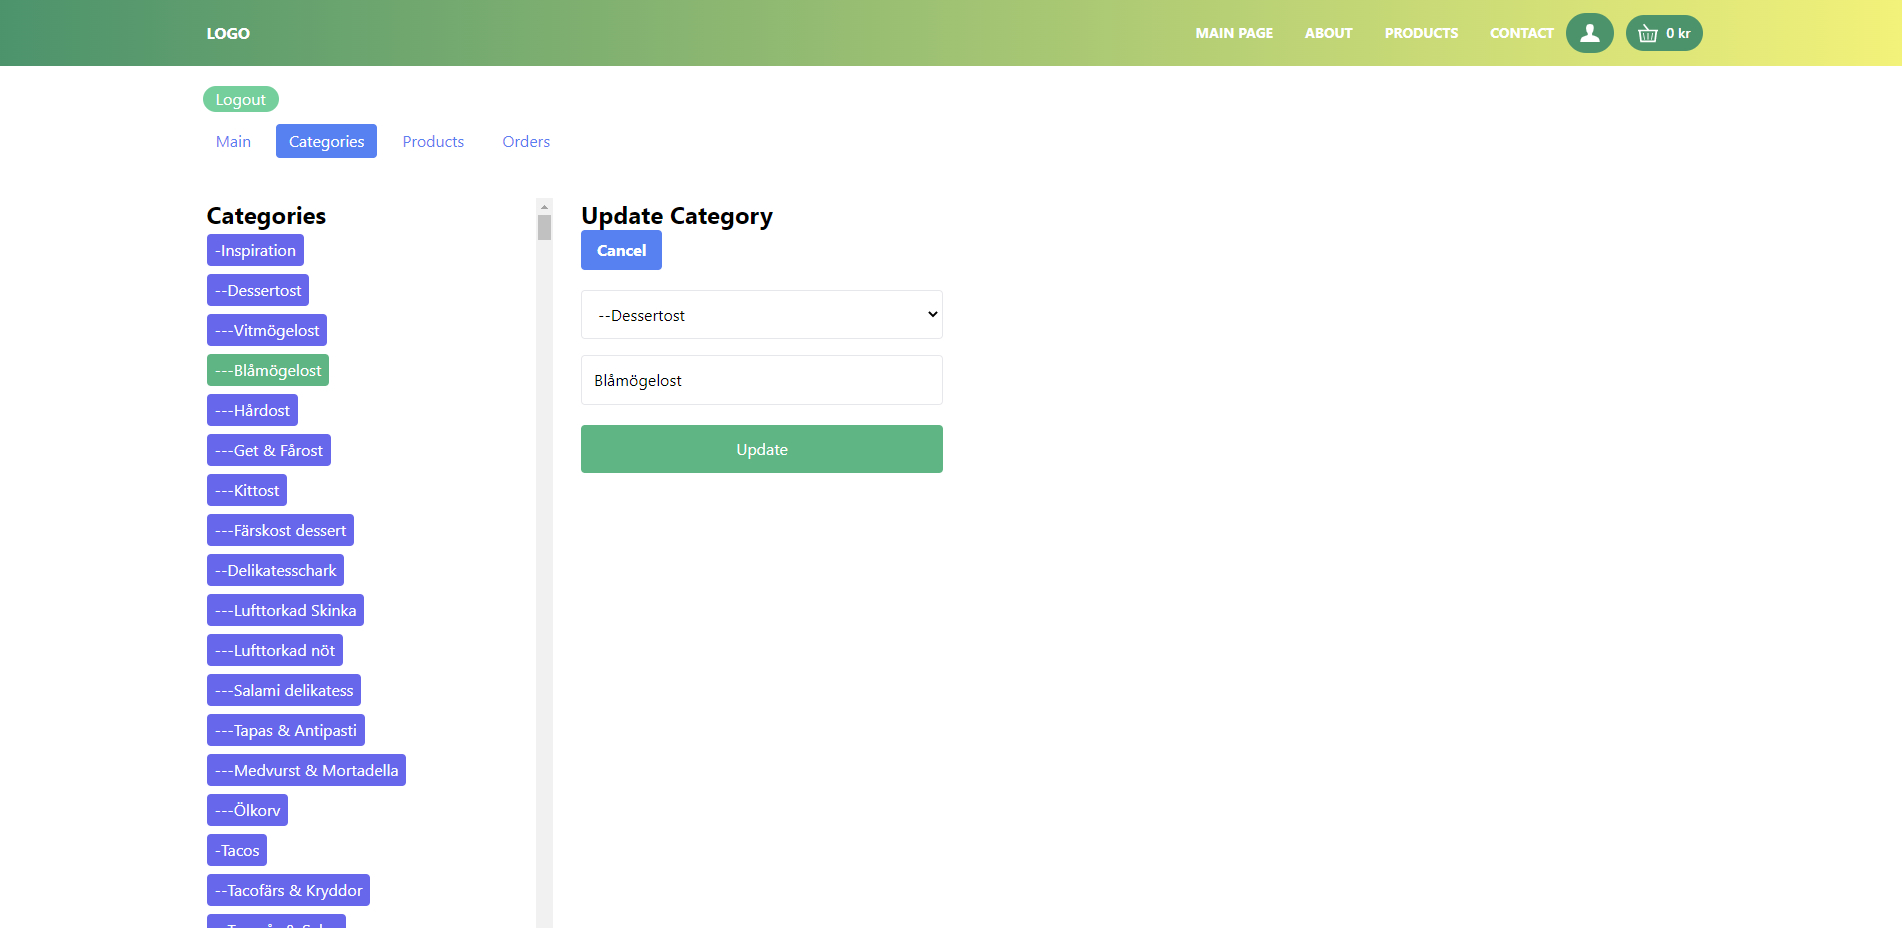 LOGO
MAIN PAGE ABOUT PRODUCTS CONTACT 0 kr
Logout
Main Categories Products Orders
Categories
-Inspiration
--Dessertost
---Vitmögelost
---Blåmögelost
---Hårdost
---Get & Fårost
---Kittost
---Färskost dessert
--Delikatesschark
---Lufttorkad Skinka
---Lufttorkad nöt
---Salami delikatess
---Tapas & Antipasti
---Medvurst & Mortadella
---Ölkorv
-Tacos
--Tacofärs & Kryddor
Update Category
Cancel
--Dessertost
Blåmögelost
Update